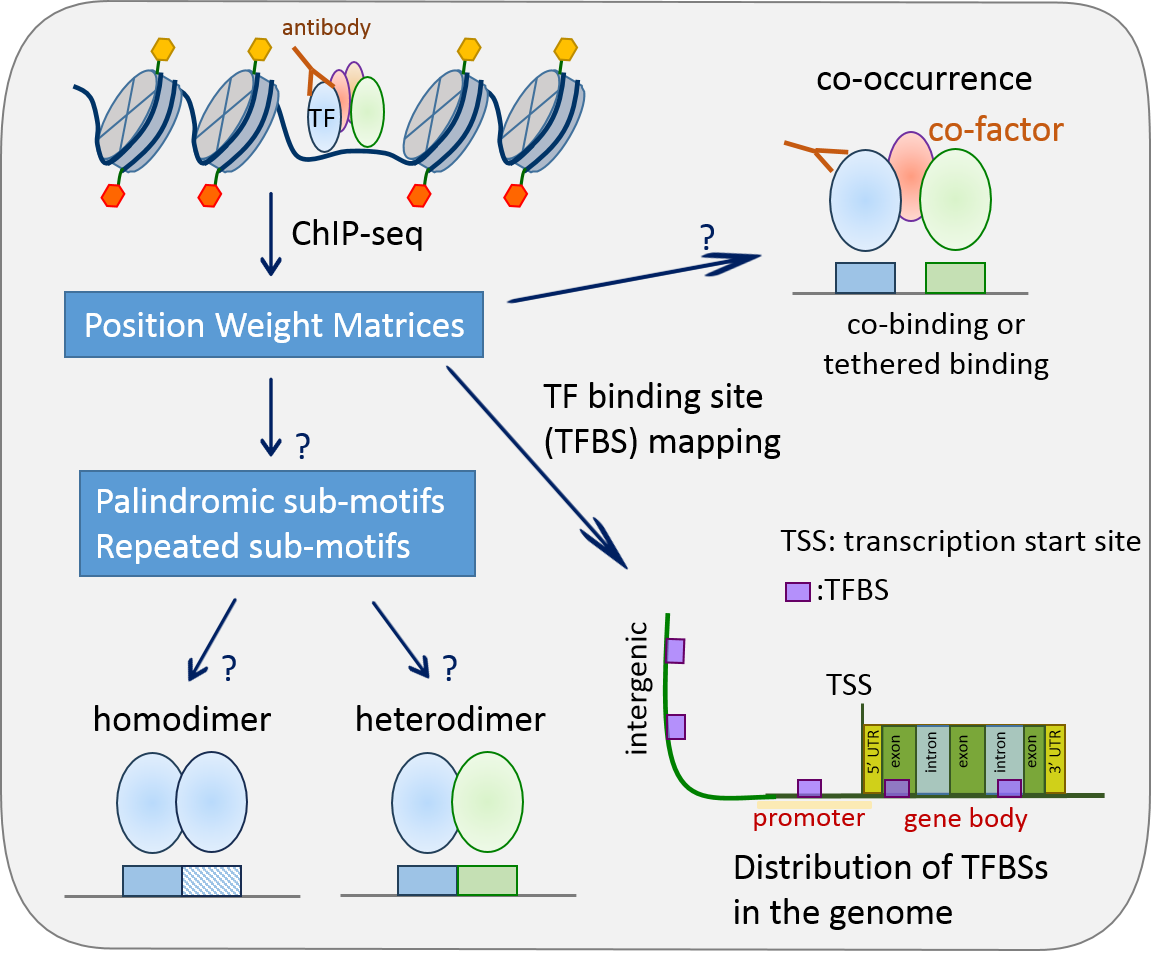 antibody
TF
co-occurrence
co-factor
ChIP-seq
?
Position Weight Matrices
co-binding or
tethered binding
TF binding site
(TFBS) mapping
?
Palindromic sub-motifs
Repeated sub-motifs
TSS: transcription start site
:TFBS
?
?
homodimer
heterodimer
intergenic
TSS
5' UTR
exon
intron
exon
intron
exon
3' UTR
promoter
gene body
Distribution of TFBSs
in the genome